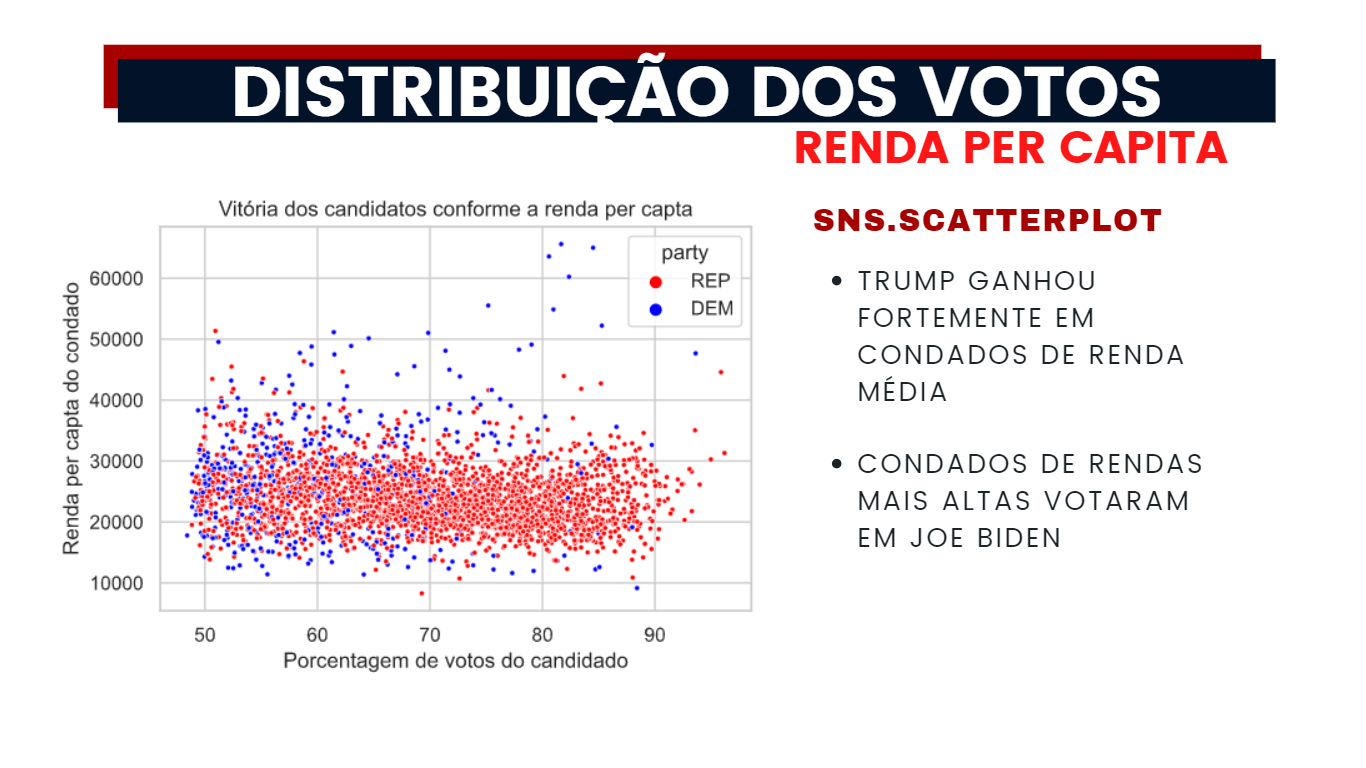 DISTRIBUIÇÃO DOS VOTOS
RENDA PER CAPITA
Vitória dos candidatos conforme a renda per capta
party
REP
DEM
Renda per capta do condado
60000
50000
40000
30000
20000
10000
50 60 70 80 90
Porcentagem de votos do candidado
SNS.SCATTERPLOT
• TRUMP GANHOU
FORTEMENTE EM
CONDADOS DE RENDA
MÉDIA
• CONDADOS DE RENDAS
MAIS ALTAS VOTARAM
EM JOE BIDEN